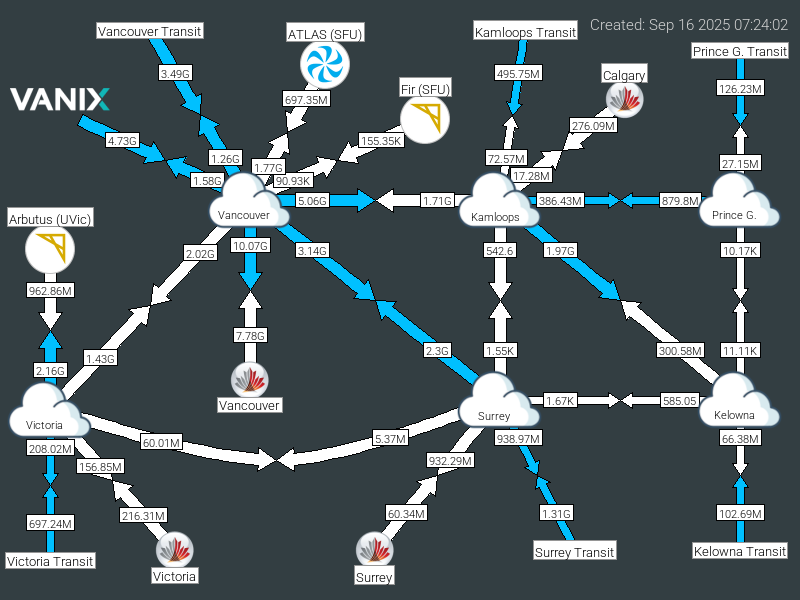 Created: Sep 16 2025 07:24:02
Vancouver Transit
ATLAS (SFU)
Kamloops Transit
Prince G. Transit
3.49G
495.75M
Calgary
126.23M
VANIX
697.35M
Fir (SFU)
276.09M
4.73G
155.35K
1.26G
1.77G
72.57M
27.15M
1.58G
90.93K
17.28M
Vancouver
5.06G
1.71G
Kamloops
386.43M
879.8M
Prince G.
Arbutus (UVic)
2.02G
10.07G
3.14G
542.6
1.97G
10.17K
962.86M
7.78G
2.3G
1.43G
1.55K
300.58M
11.11K
2.16G
Vancouver
1.67K
585.05
Victoria
Surrey
Kelowna
208.02M
60.01M
5.37M
938.97M
66.38M
156.85M
932.29M
697.24M
216.31M
60.34M
1.31G
102.69M
Victoria Transit
Victoria
Surrey
Surrey Transit
Kelowna Transit